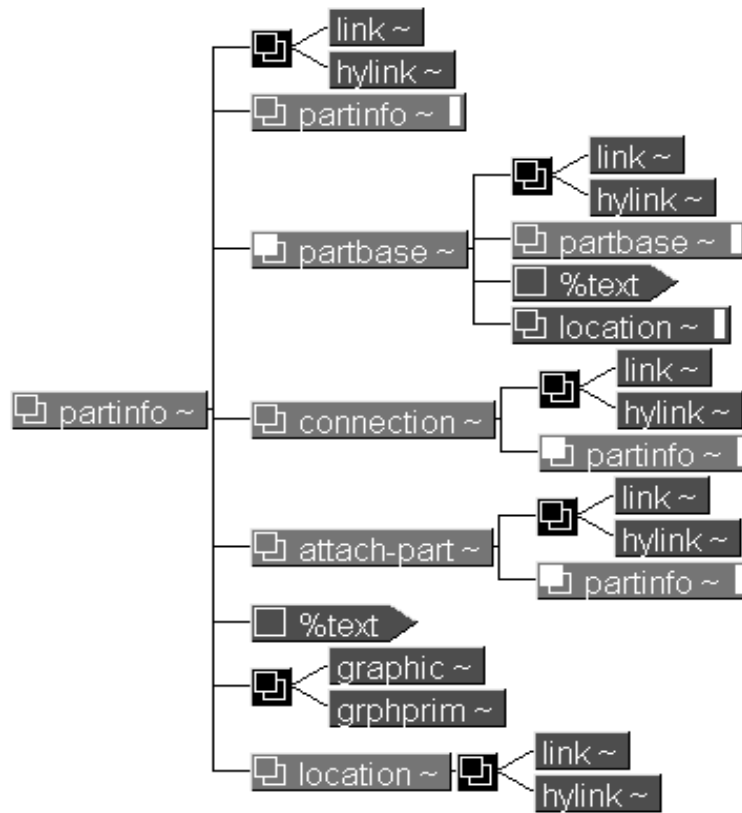 link ~
hylink ~
partinfo ~
link ~
hylink ~
partbase ~
partbase ~
%text
location ~
link ~
hylink ~
partinfo ~
connection ~
partinfo ~
link ~
hylink ~
attach-part ~
partinfo ~
%text
graphic ~
grphprim ~
location ~
link ~
hylink ~